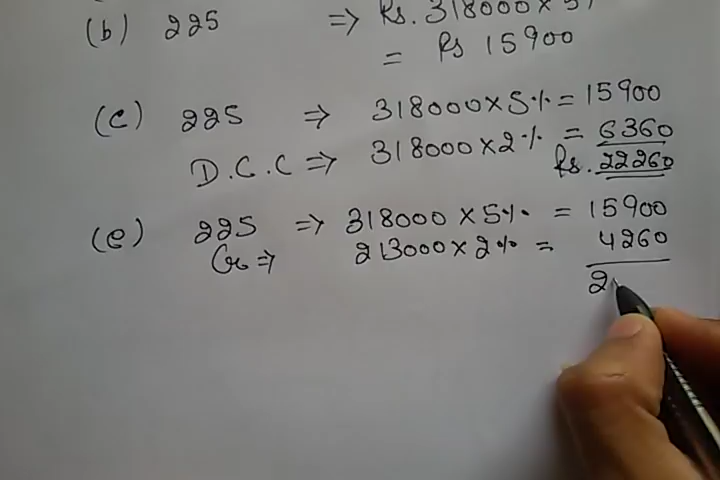 (b) 225 => Rs. 318000 × 5%
= Rs 15900
(c) 225 => 318000 × 5% = 15900
D.C.C => 318000 × 2% = 6360
Rs. 22260
(e) 225 => 318000 × 5% = 15900
=> 213000 × 2% = 4260
2